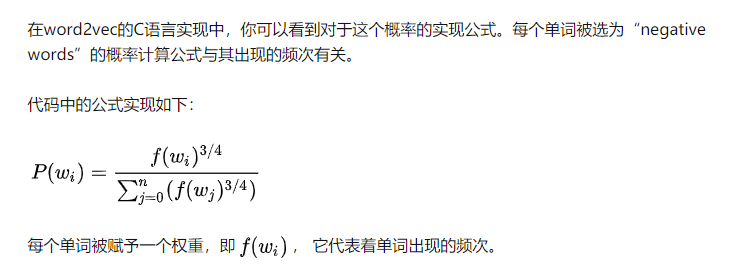 在word2vec的C语言实现中，你可以看到对于这个概率的实现公式。每个单词被选为“negative
words”的概率计算公式与其出现的频次有关。
代码中的公式实现如下：
P(w_i) = \frac{f(w_i)^{3/4}}{\sum_{j=0}^{n}(f(w_j)^{3/4})}
每个单词被赋予一个权重，即 f(w_i) ， 它代表着单词出现的频次。